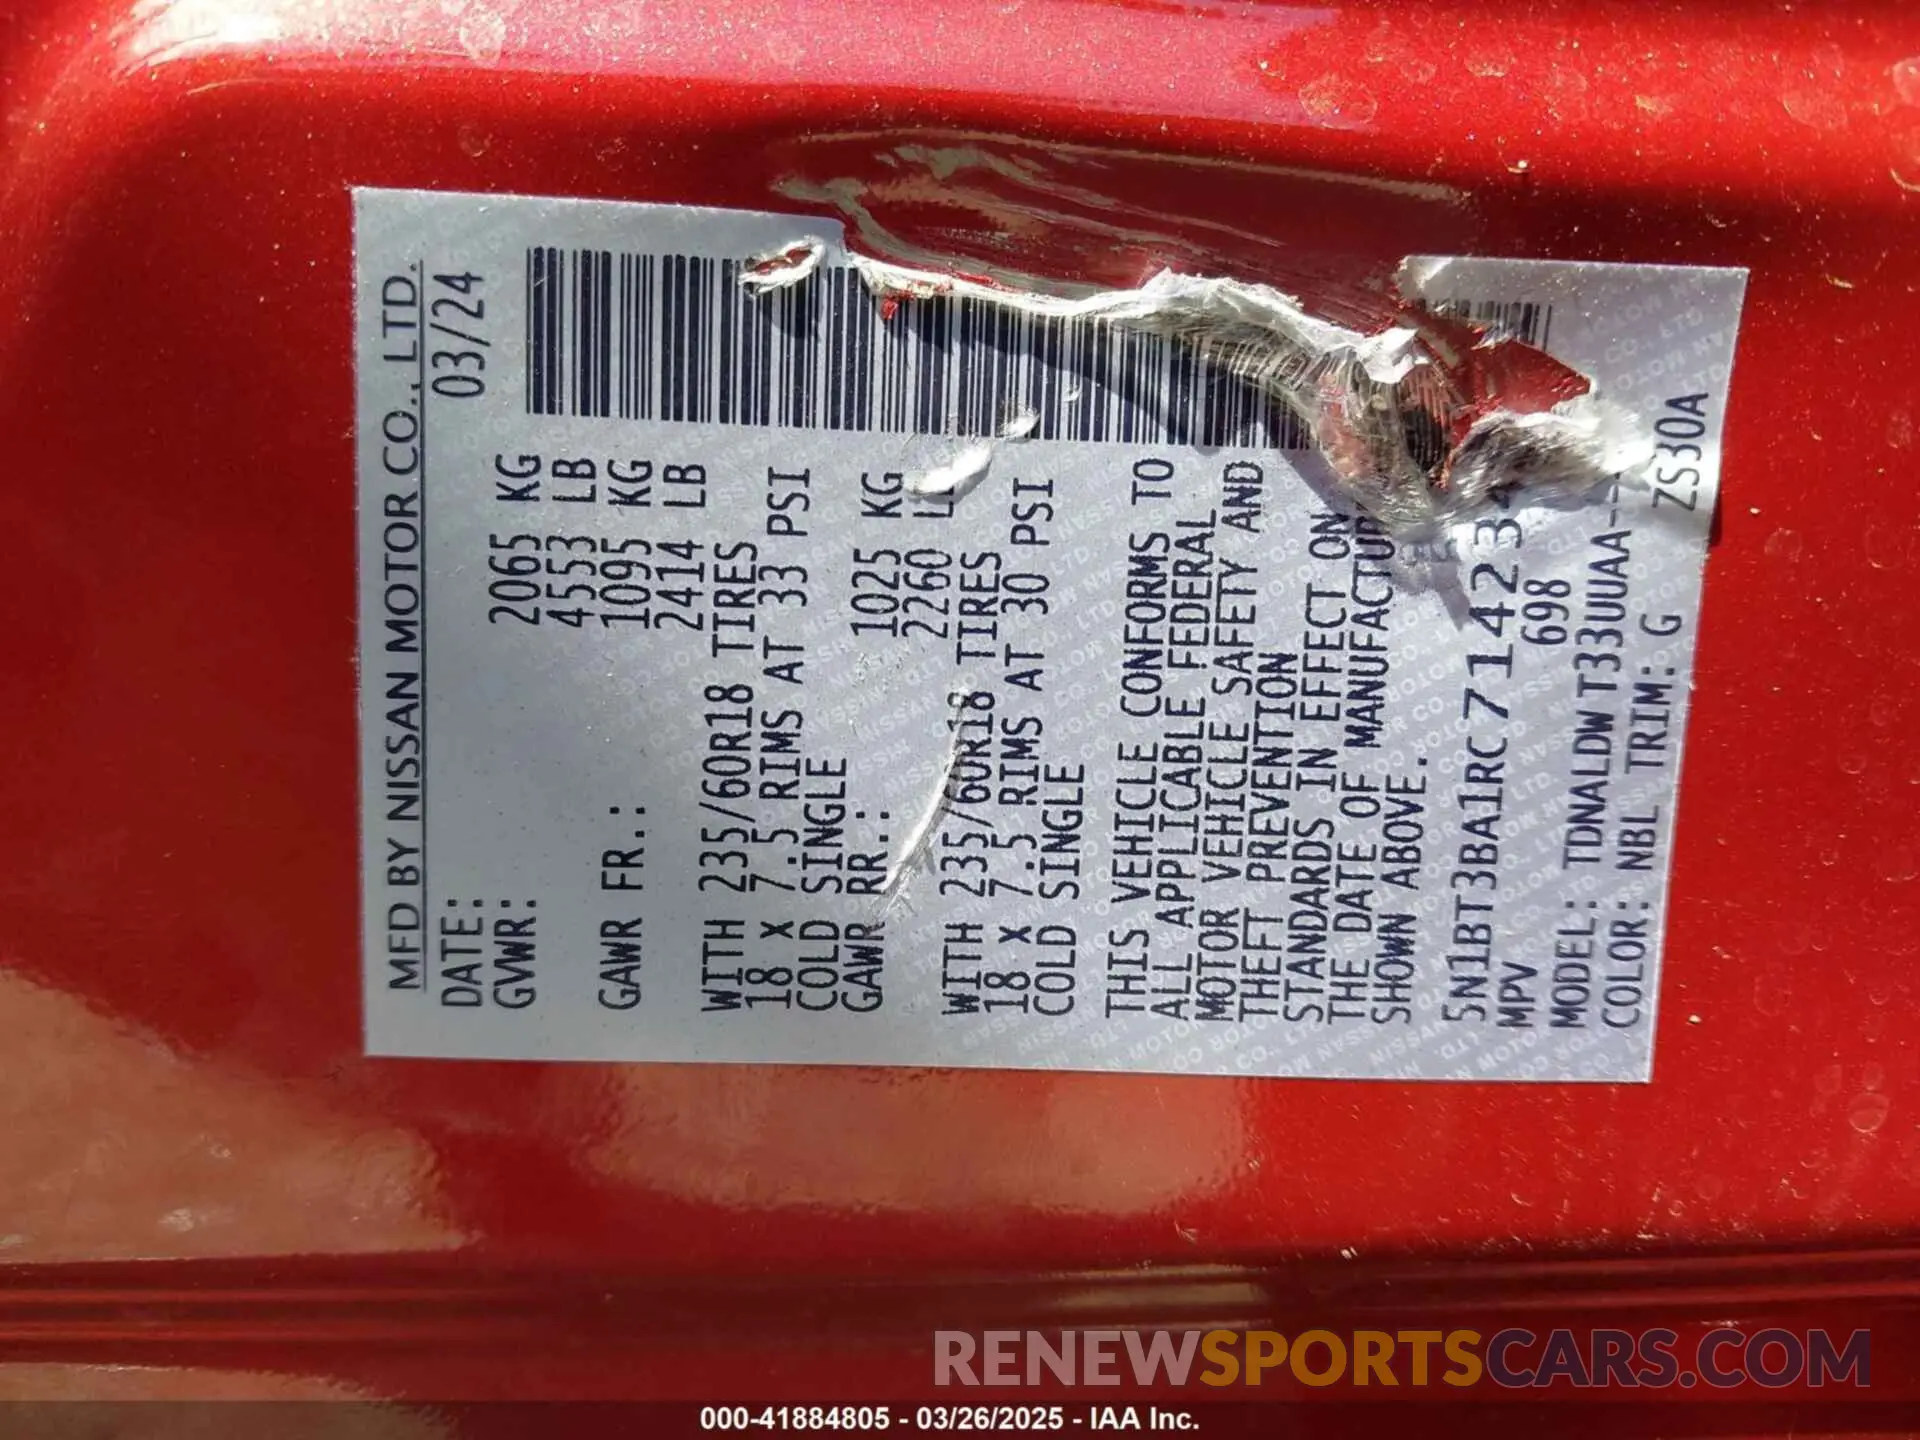 MFD BY NISSAN MOTOR CO., LTD.
DATE: 03/24
GVWR: 2065 KG
4553 LB
GAWR FR.: 1095 KG
2414 LB
WITH 235/60R18 TIRES
18 X 7.5 RIMS AT 33 PSI
COLD SINGLE
GAWR RR.: 1025 KG
2260
WITH 235/60R18 TIRES
18 X 7.5 RIMS AT 30 PSI
COLD SINGLE
THIS VEHICLE CONFORMS TO
ALL APPLICABLE FEDERAL
MOTOR VEHICLE SAFETY AND
THEFT PREVENTION
STANDARDS IN EFFECT ON
THE DATE OF MANUFACTUR
SHOWN ABOVE.
5N1BT3BA1RC714234
MPV 698
MODEL: TDNALDW T33UUAA--
COLOR: NBL TRIM: G ZS30A
RENEWSPORTSCARS.COM
000-41884805 - 03/26/2025 - IAA Inc.